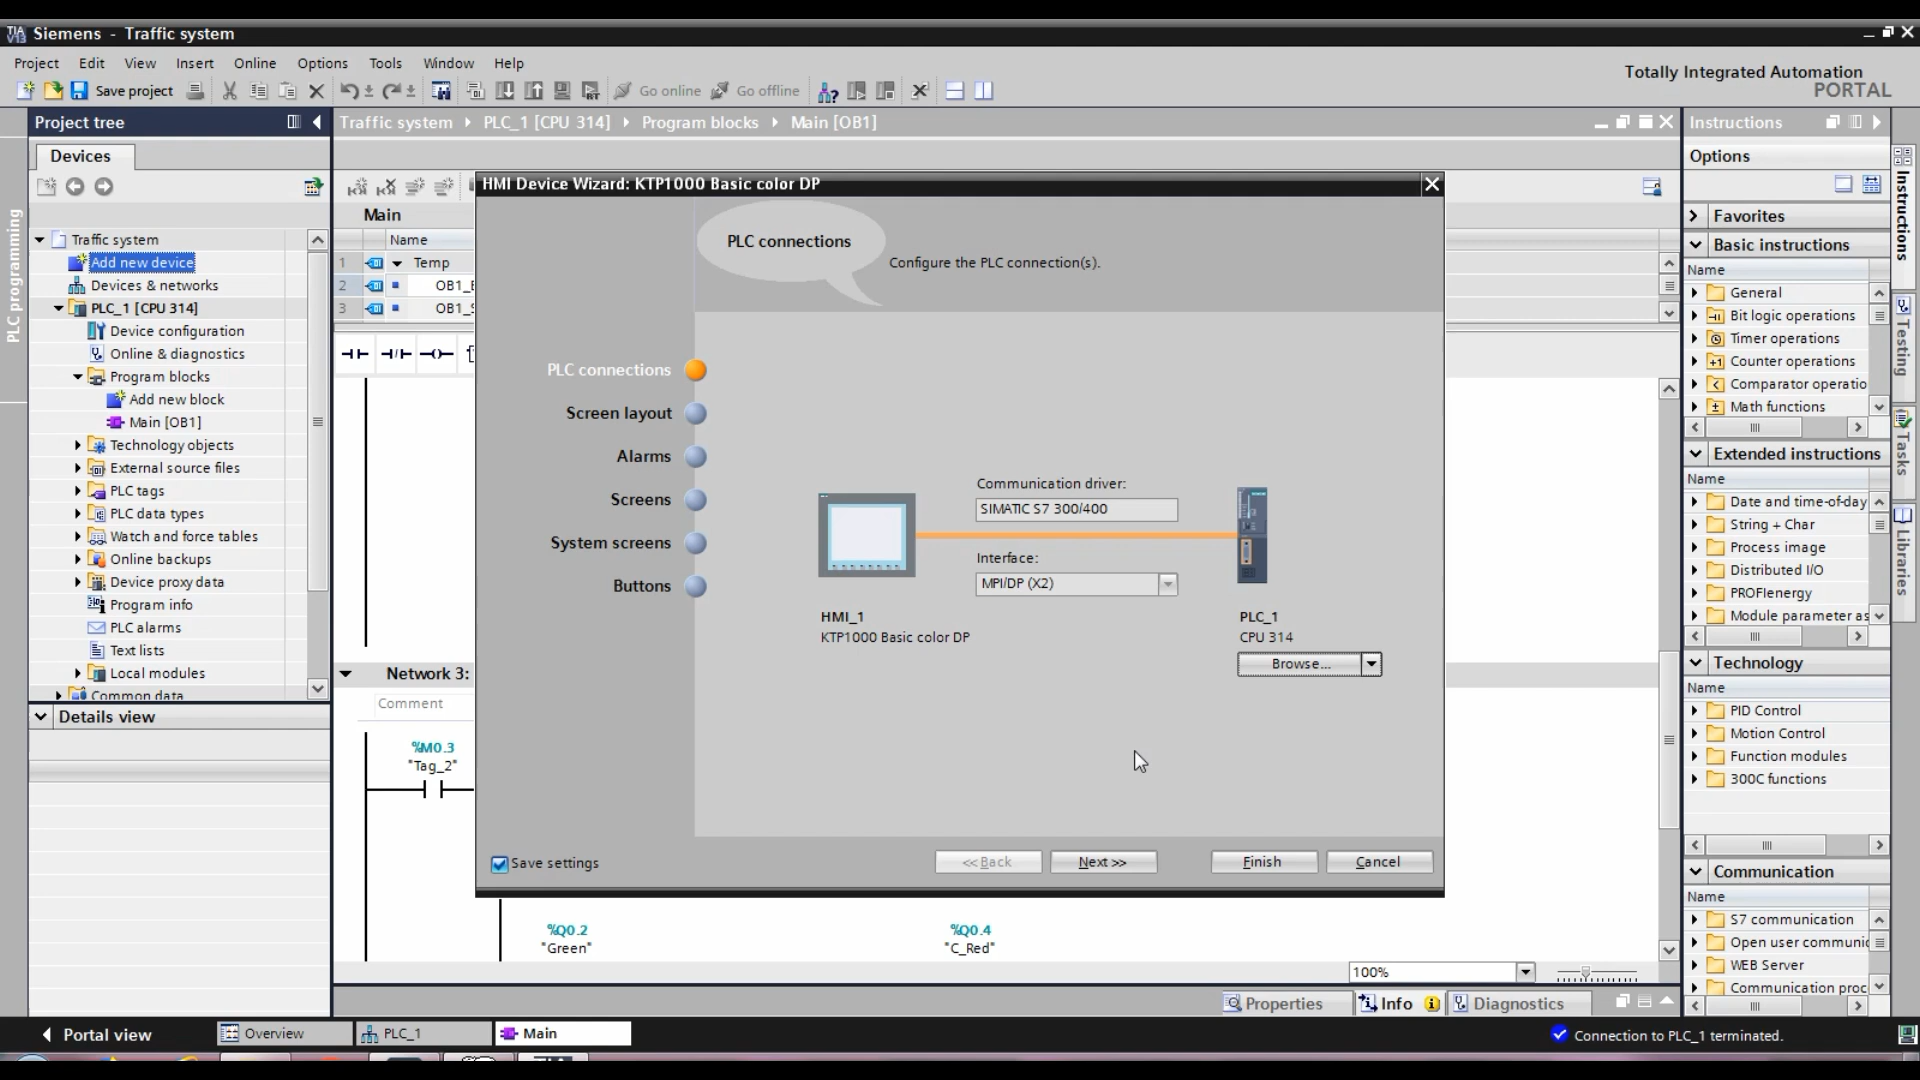 Siemens - Traffic system
Project Edit View Insert Online Options Tools Window Help
Totally Integrated Automation
PORTAL
Save project
Go online
Go offline
Project tree
Traffic system PLC_1 [CPU 314] Program blocks Main [OB1]
Instructions
Devices
Options
HMI Device Wizard: KTP1000 Basic color DP
PLC programming
Main
Name
1 Temp
2 OB1_
3 OB1_
Traffic system
Add new device
Devices & networks
PLC_1 [CPU 314]
Device configuration
Online & diagnostics
Program blocks
Add new block
Main [OB1]
Technology objects
External source files
PLC tags
PLC data types
Watch and force tables
Online backups
Device proxy data
Program info
PLC alarms
Text lists
Local modules
Common data
Details view
PLC connections
Configure the PLC connection(s).
PLC connections
Screen layout
Alarms
Screens
System screens
Buttons
Communication driver:
SIMATIC S7 300/400
Interface:
MPI/DP (X2)
HMI_1
KTP1000 Basic color DP
PLC_1
CPU 314
Browse...
Save settings
<< Back
Next >>
Finish
Cancel
Network 3:
Comment
%M0.3
"Tag_2"
%Q0.2
"Green"
%Q0.4
"C_Red"
100%
Properties
Info
Diagnostics
Favorites
Basic instructions
Name
General
Bit logic operations
Timer operations
Counter operations
Comparator operatio
Math functions
Extended instructions
Name
Date and time-of-day
String + Char
Process image
Distributed I/O
PROFIenergy
Module parameter as
Technology
Name
PID Control
Motion Control
Function modules
300C functions
Communication
Name
S7 communication
Open user communic
WEB Server
Communication proc
Instructions
Testing
Tasks
Libraries
Portal view
Overview
PLC_1
Main
Connection to PLC_1 terminated.